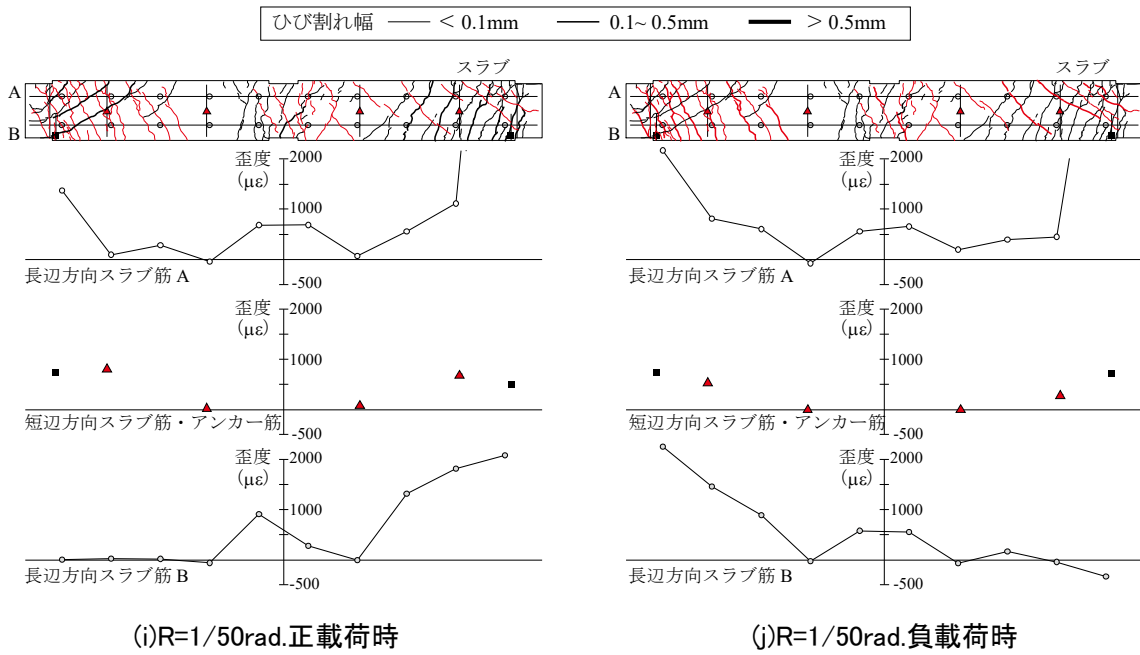 ひび割れ幅 < 0.1mm 0.1~ 0.5mm > 0.5mm
スラブ
A
B
歪度
(με)
2000
1000
-500
長辺方向スラブ筋 A
歪度
(με)
2000
1000
-500
短辺方向スラブ筋・アンカー筋
歪度
(με)
2000
1000
-500
長辺方向スラブ筋 B
(i)R=1/50rad.正載荷時
スラブ
A
B
歪度
(με)
2000
1000
-500
長辺方向スラブ筋 A
歪度
(με)
2000
1000
-500
短辺方向スラブ筋・アンカー筋
歪度
(με)
2000
1000
-500
長辺方向スラブ筋 B
(j)R=1/50rad.負載荷時